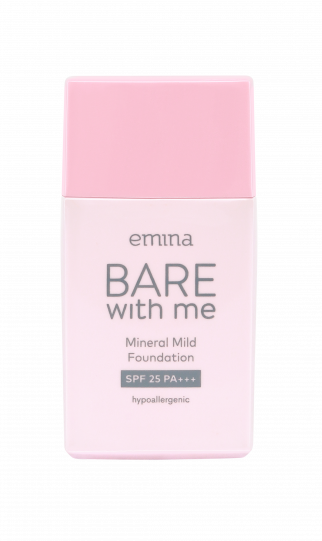 emina
BARE
with me
Mineral Mild
Foundation
SPF 25 PA+++
hypoallergenic